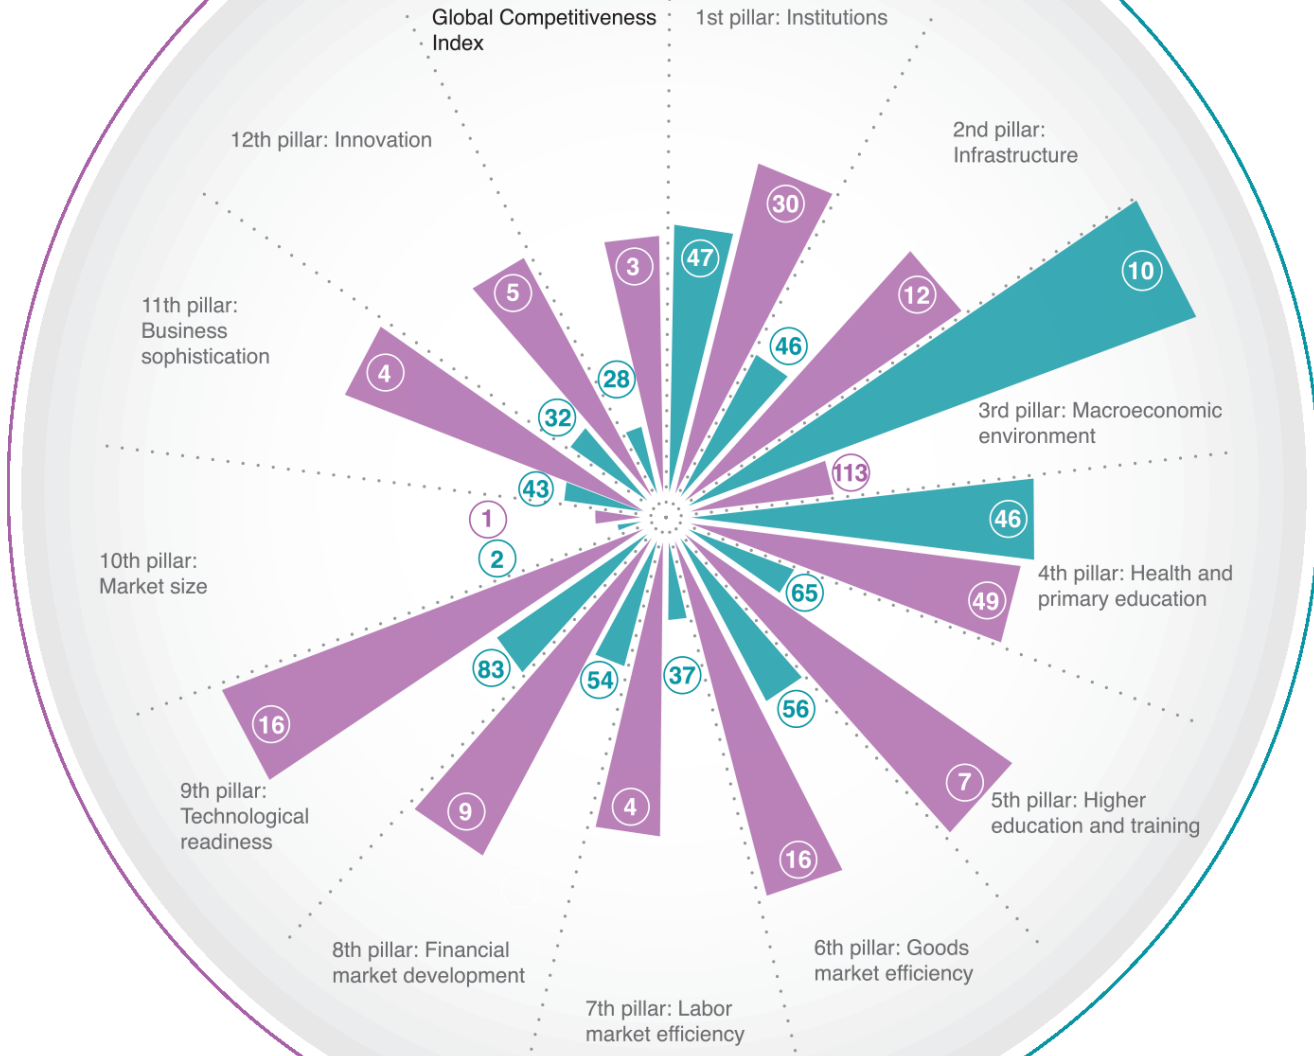 Global Competitiveness
Index
1st pillar: Institutions
2nd pillar:
Infrastructure
12th pillar: Innovation
30
47
3
10
5
12
11th pillar:
Business
sophistication
46
4
28
32
3rd pillar: Macroeconomic
environment
113
43
1
46
2
10th pillar:
Market size
4th pillar: Health and
primary education
65
49
83
54
37
56
16
9th pillar:
Technological
readiness
7
5th pillar: Higher
education and training
9
4
16
8th pillar: Financial
market development
6th pillar: Goods
market efficiency
7th pillar: Labor
market efficiency